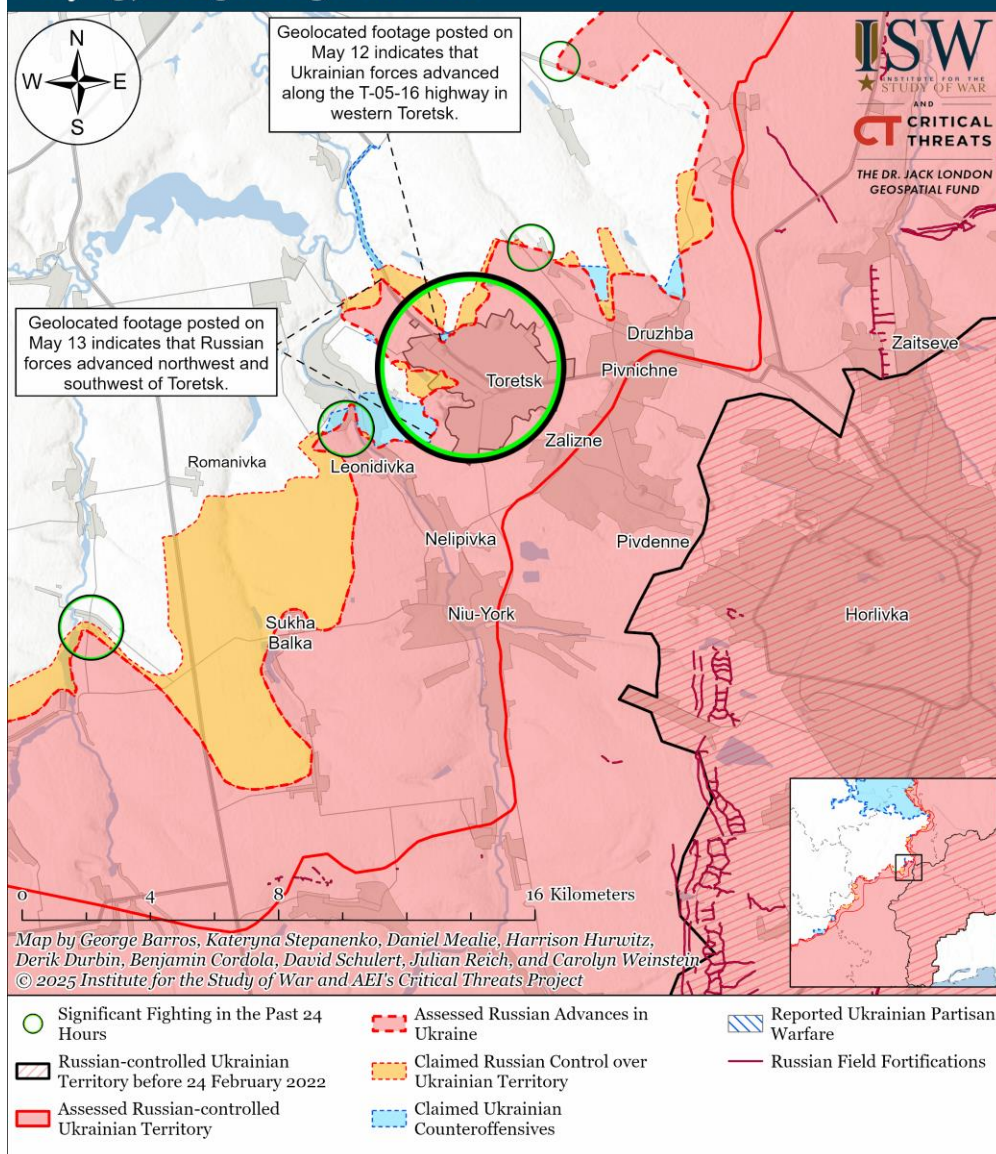 N
W E
S
Geolocated footage posted on
May 12 indicates that
Ukrainian forces advanced
along the T-05-16 highway in
western Toretsk.
ISW
INSTITUTE FOR THE
STUDY OF WAR
AND
CT CRITICAL
THREATS
THE DR. JACK LONDON
GEOSPATIAL FUND
Geolocated footage posted on
May 13 indicates that Russian
forces advanced northwest and
southwest of Toretsk.
Druzhba
Zaitseve
Pivnichne
Toretsk
Zalizne
Romanivka
Leonidivka
Nelipivka
Pivdenne
Niu-York
Horlivka
Sukha
Balka
0 4 8 16 Kilometers
Map by George Barros, Kateryna Stepanenko, Daniel Mealie, Harrison Hurwitz,
Derik Durbin, Benjamin Cordola, David Schulert, Julian Reich, and Carolyn Weinstein
© 2025 Institute for the Study of War and AEI's Critical Threats Project
Significant Fighting in the Past 24
Hours
Russian-controlled Ukrainian
Territory before 24 February 2022
Assessed Russian-controlled
Ukrainian Territory
Assessed Russian Advances in
Ukraine
Claimed Russian Control over
Ukrainian Territory
Claimed Ukrainian
Counteroffensives
Reported Ukrainian Partisan
Warfare
Russian Field Fortifications